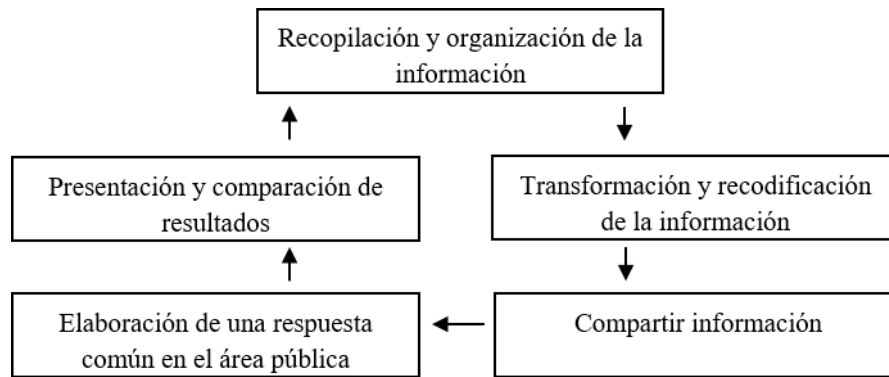 Recopilación y organización de la
información
Presentación y comparación de
resultados
Transformación y recodificación
de la información
Elaboración de una respuesta
común en el área pública
Compartir información